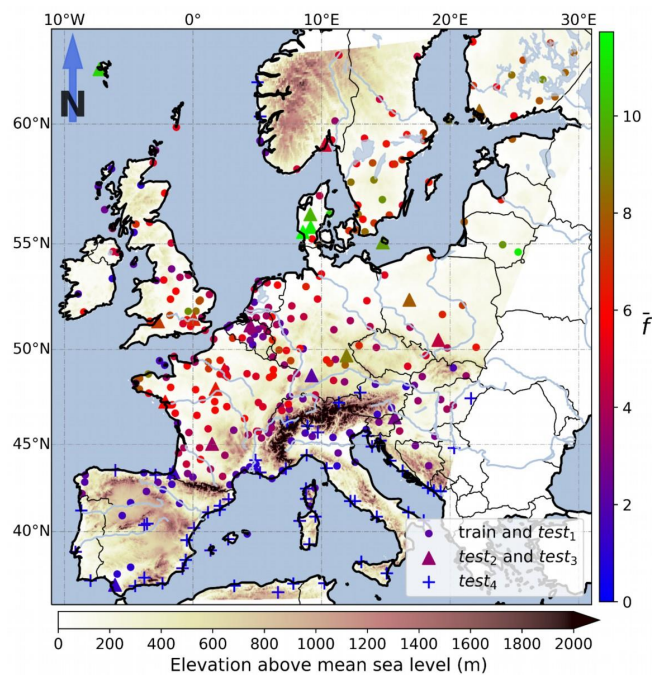 10°W 0° 10°E 20°E 30°E
N
60°N
55°N
50°N
45°N
40°N
10
8
6
4
2
0
f̄
train and test₁
test₂ and test₃
test₄
0 200 400 600 800 1000 1200 1400 1600 1800 2000
Elevation above mean sea level (m)